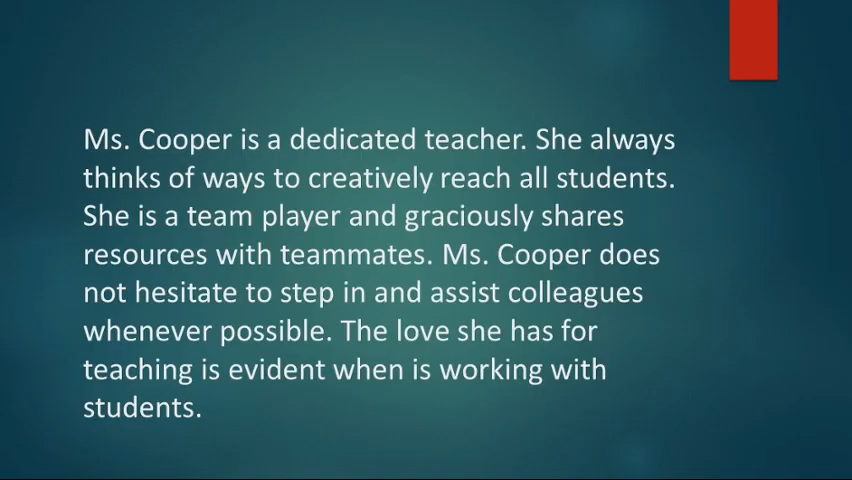 Ms. Cooper is a dedicated teacher. She always
thinks of ways to creatively reach all students.
She is a team player and graciously shares
resources with teammates. Ms. Cooper does
not hesitate to step in and assist colleagues
whenever possible. The love she has for
teaching is evident when is working with
students.